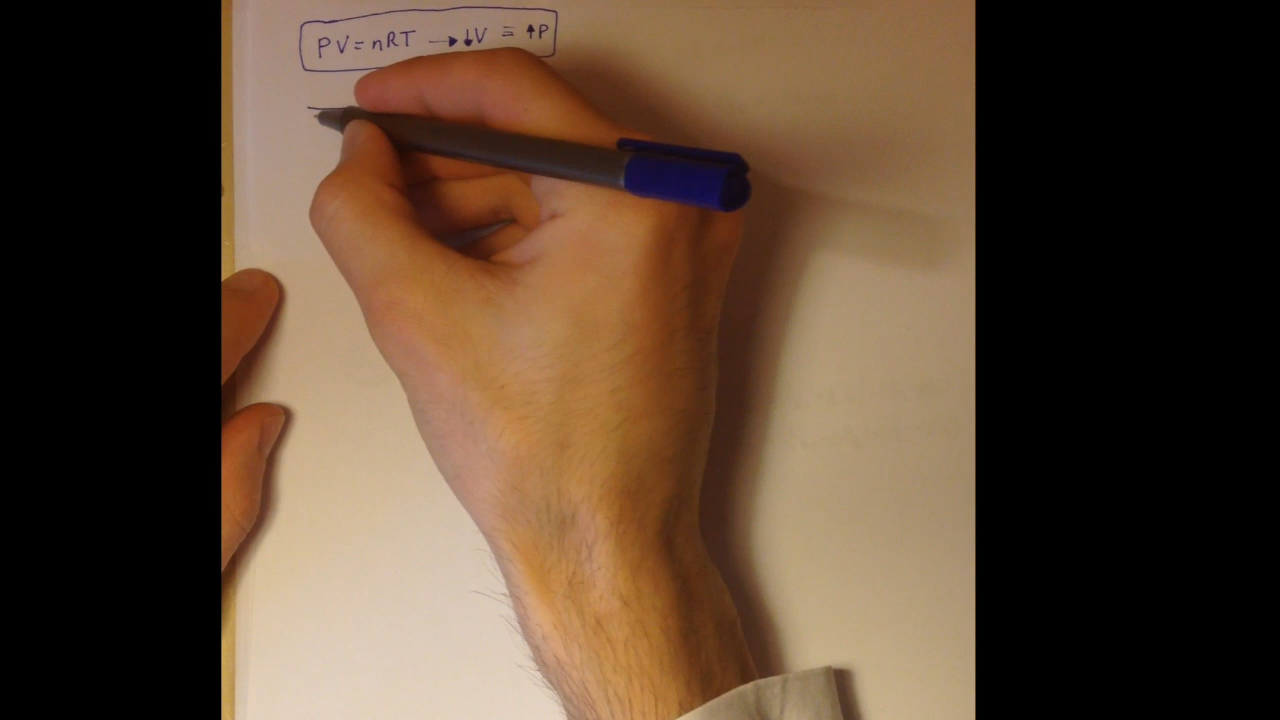 PV=nRT → ↓V ≡ ↑P